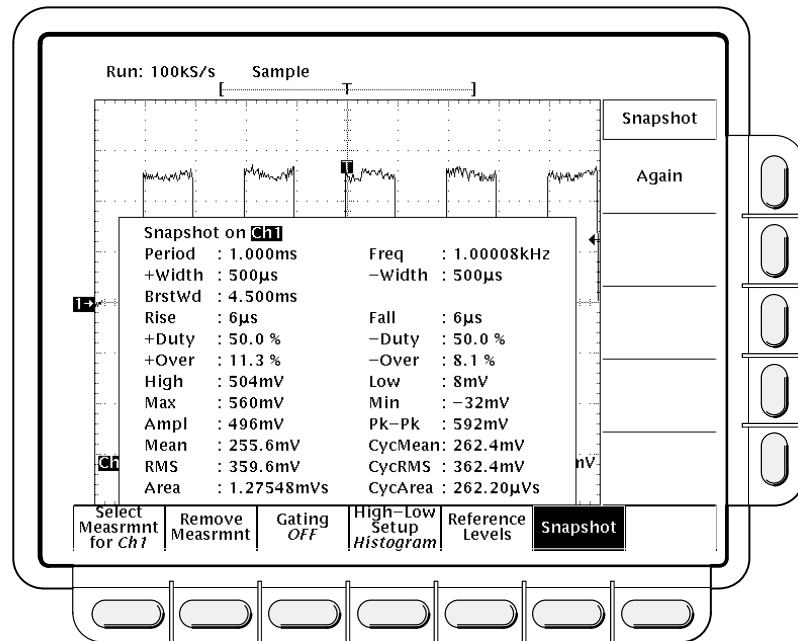 Run: 100kS/s Sample
T
Snapshot
T
Again
Snapshot on Ch1
Period : 1.000ms Freq : 1.00008kHz
+Width : 500µs −Width : 500µs
1→
BrstWd : 4.500ms
Rise : 6µs Fall : 6µs
+Duty : 50.0 % −Duty : 50.0 %
+Over : 11.3 % −Over : 8.1 %
High : 504mV Low : 8mV
Max : 560mV Min : −32mV
Ampl : 496mV Pk−Pk : 592mV
Mean : 255.6mV CycMean: 262.4mV
Ch mV
RMS : 359.6mV CycRMS : 362.4mV
Area : 1.27548mVs CycArea : 262.20µVs
Select Measrmnt for Ch1
Remove Measrmnt
Gating OFF
High−Low Setup Histogram
Reference Levels
Snapshot